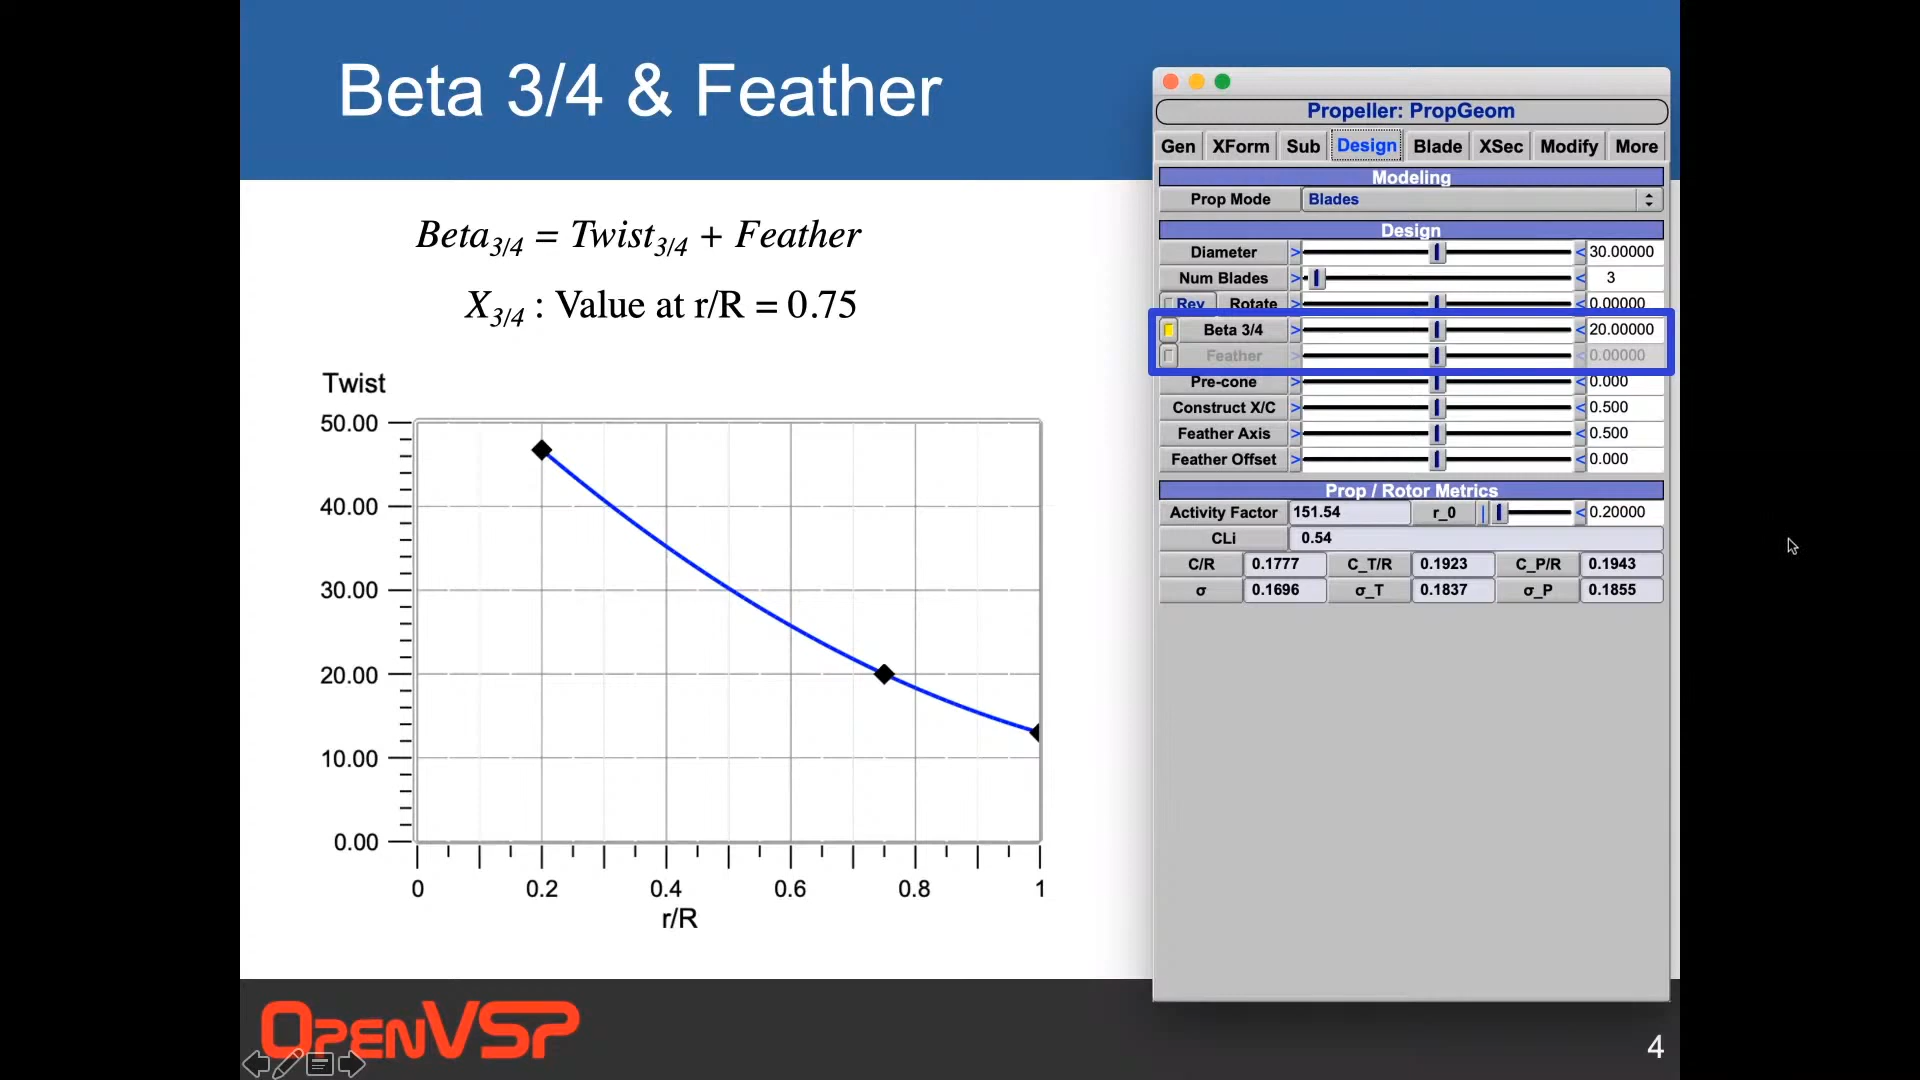 Beta 3/4 & Feather
Beta3/4 = Twist3/4 + Feather
X3/4 : Value at r/R = 0.75
Twist
50.00
40.00
30.00
20.00
10.00
0.00
0 0.2 0.4 0.6 0.8 1
r/R
Propeller: PropGeom
Gen XForm Sub Design Blade XSec Modify More
Modeling
Prop Mode Blades
Design
Diameter > < 30.00000
Num Blades > < 3
Rev Rotate > < 0.00000
Beta 3/4 > < 20.00000
Feather > < 0.00000
Pre-cone > < 0.000
Construct X/C > < 0.500
Feather Axis > < 0.500
Feather Offset > < 0.000
Prop / Rotor Metrics
Activity Factor 151.54 r_0 | < 0.20000
CLi 0.54
C/R 0.1777 C_T/R 0.1923 C_P/R 0.1943
σ 0.1696 σ_T 0.1837 σ_P 0.1855
OpenVSP
4